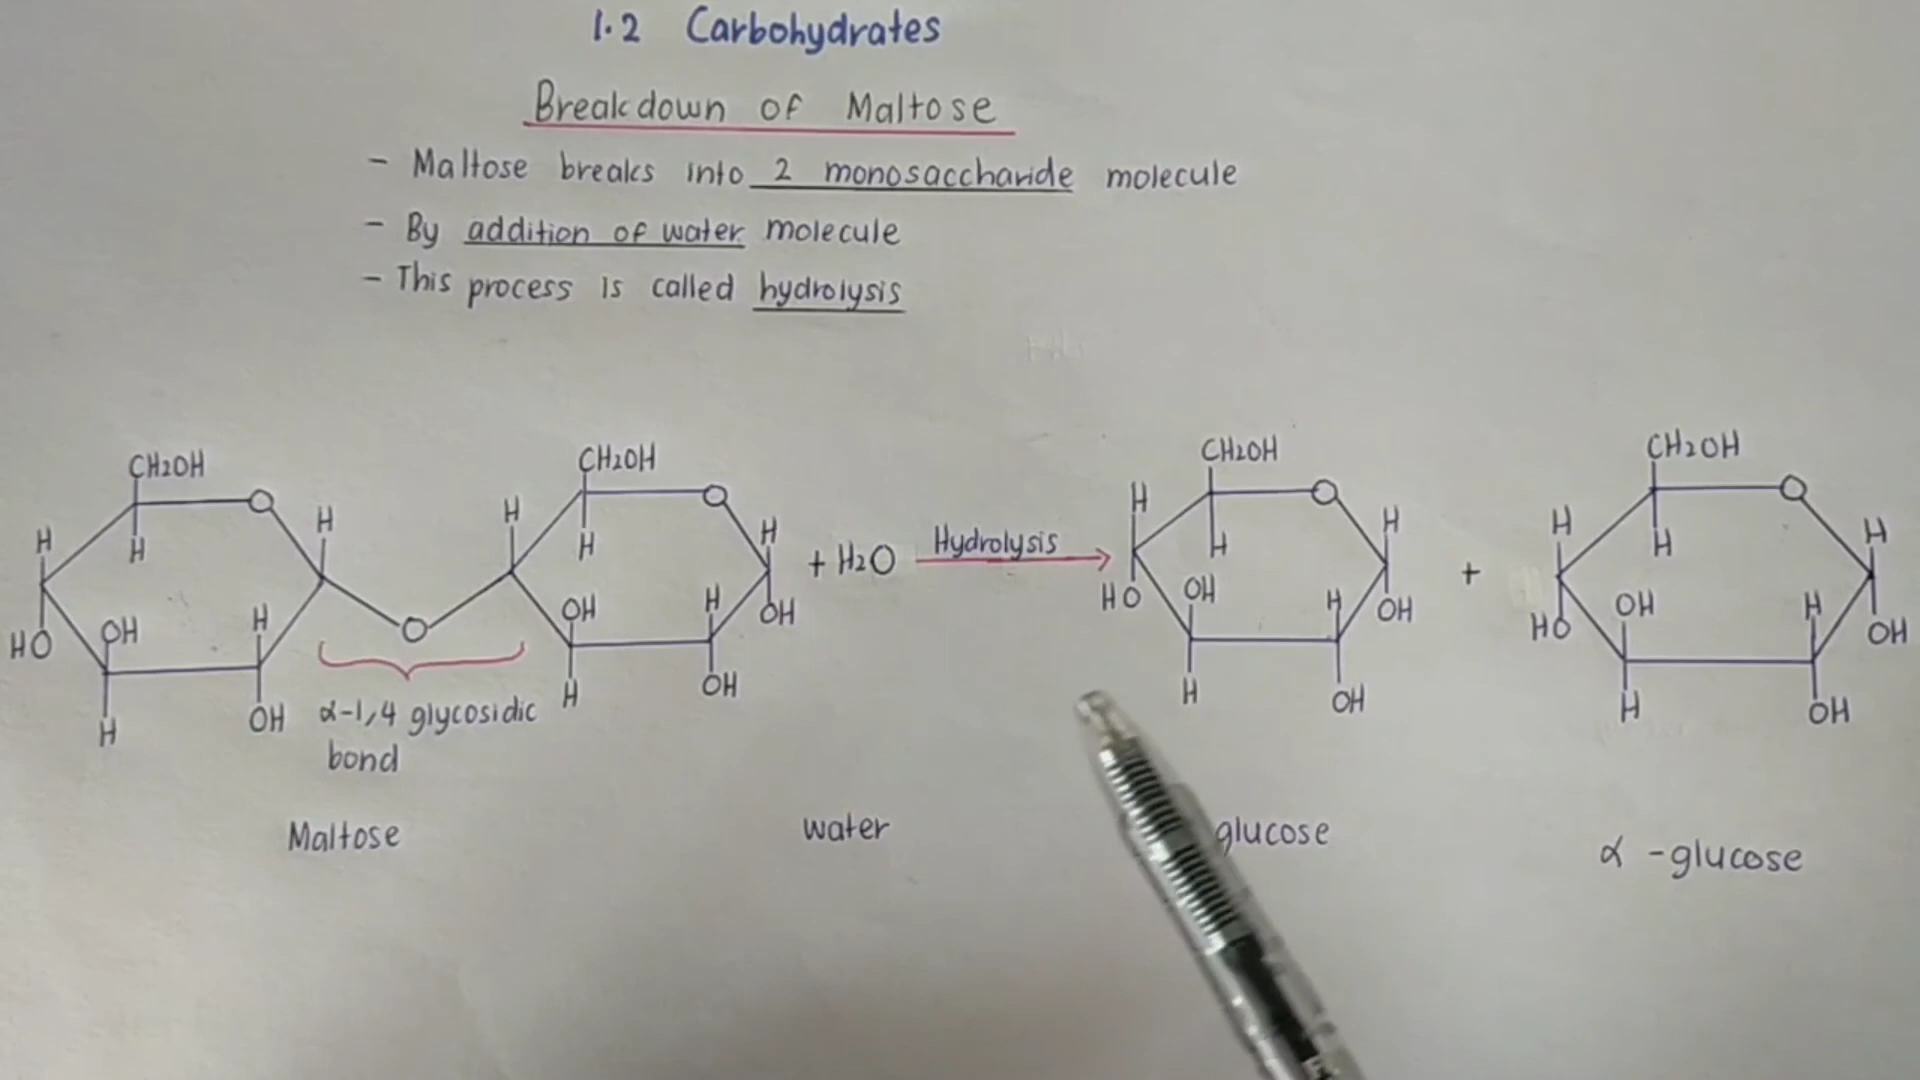 1.2 Carbohydrates
Breakdown of Maltose
- Maltose breaks into 2 monosaccharide molecule
- By addition of water molecule
- This process is called hydrolysis
CH2OH CH2OH CH2OH CH2OH
O O O O
H H H H H H H H
H H H H
+ H2O Hydrolysis +
HO OH H O OH H OH HO OH H OH HO OH H OH
H OH H OH H OH H OH
α-1,4 glycosidic
bond
Maltose water glucose α -glucose